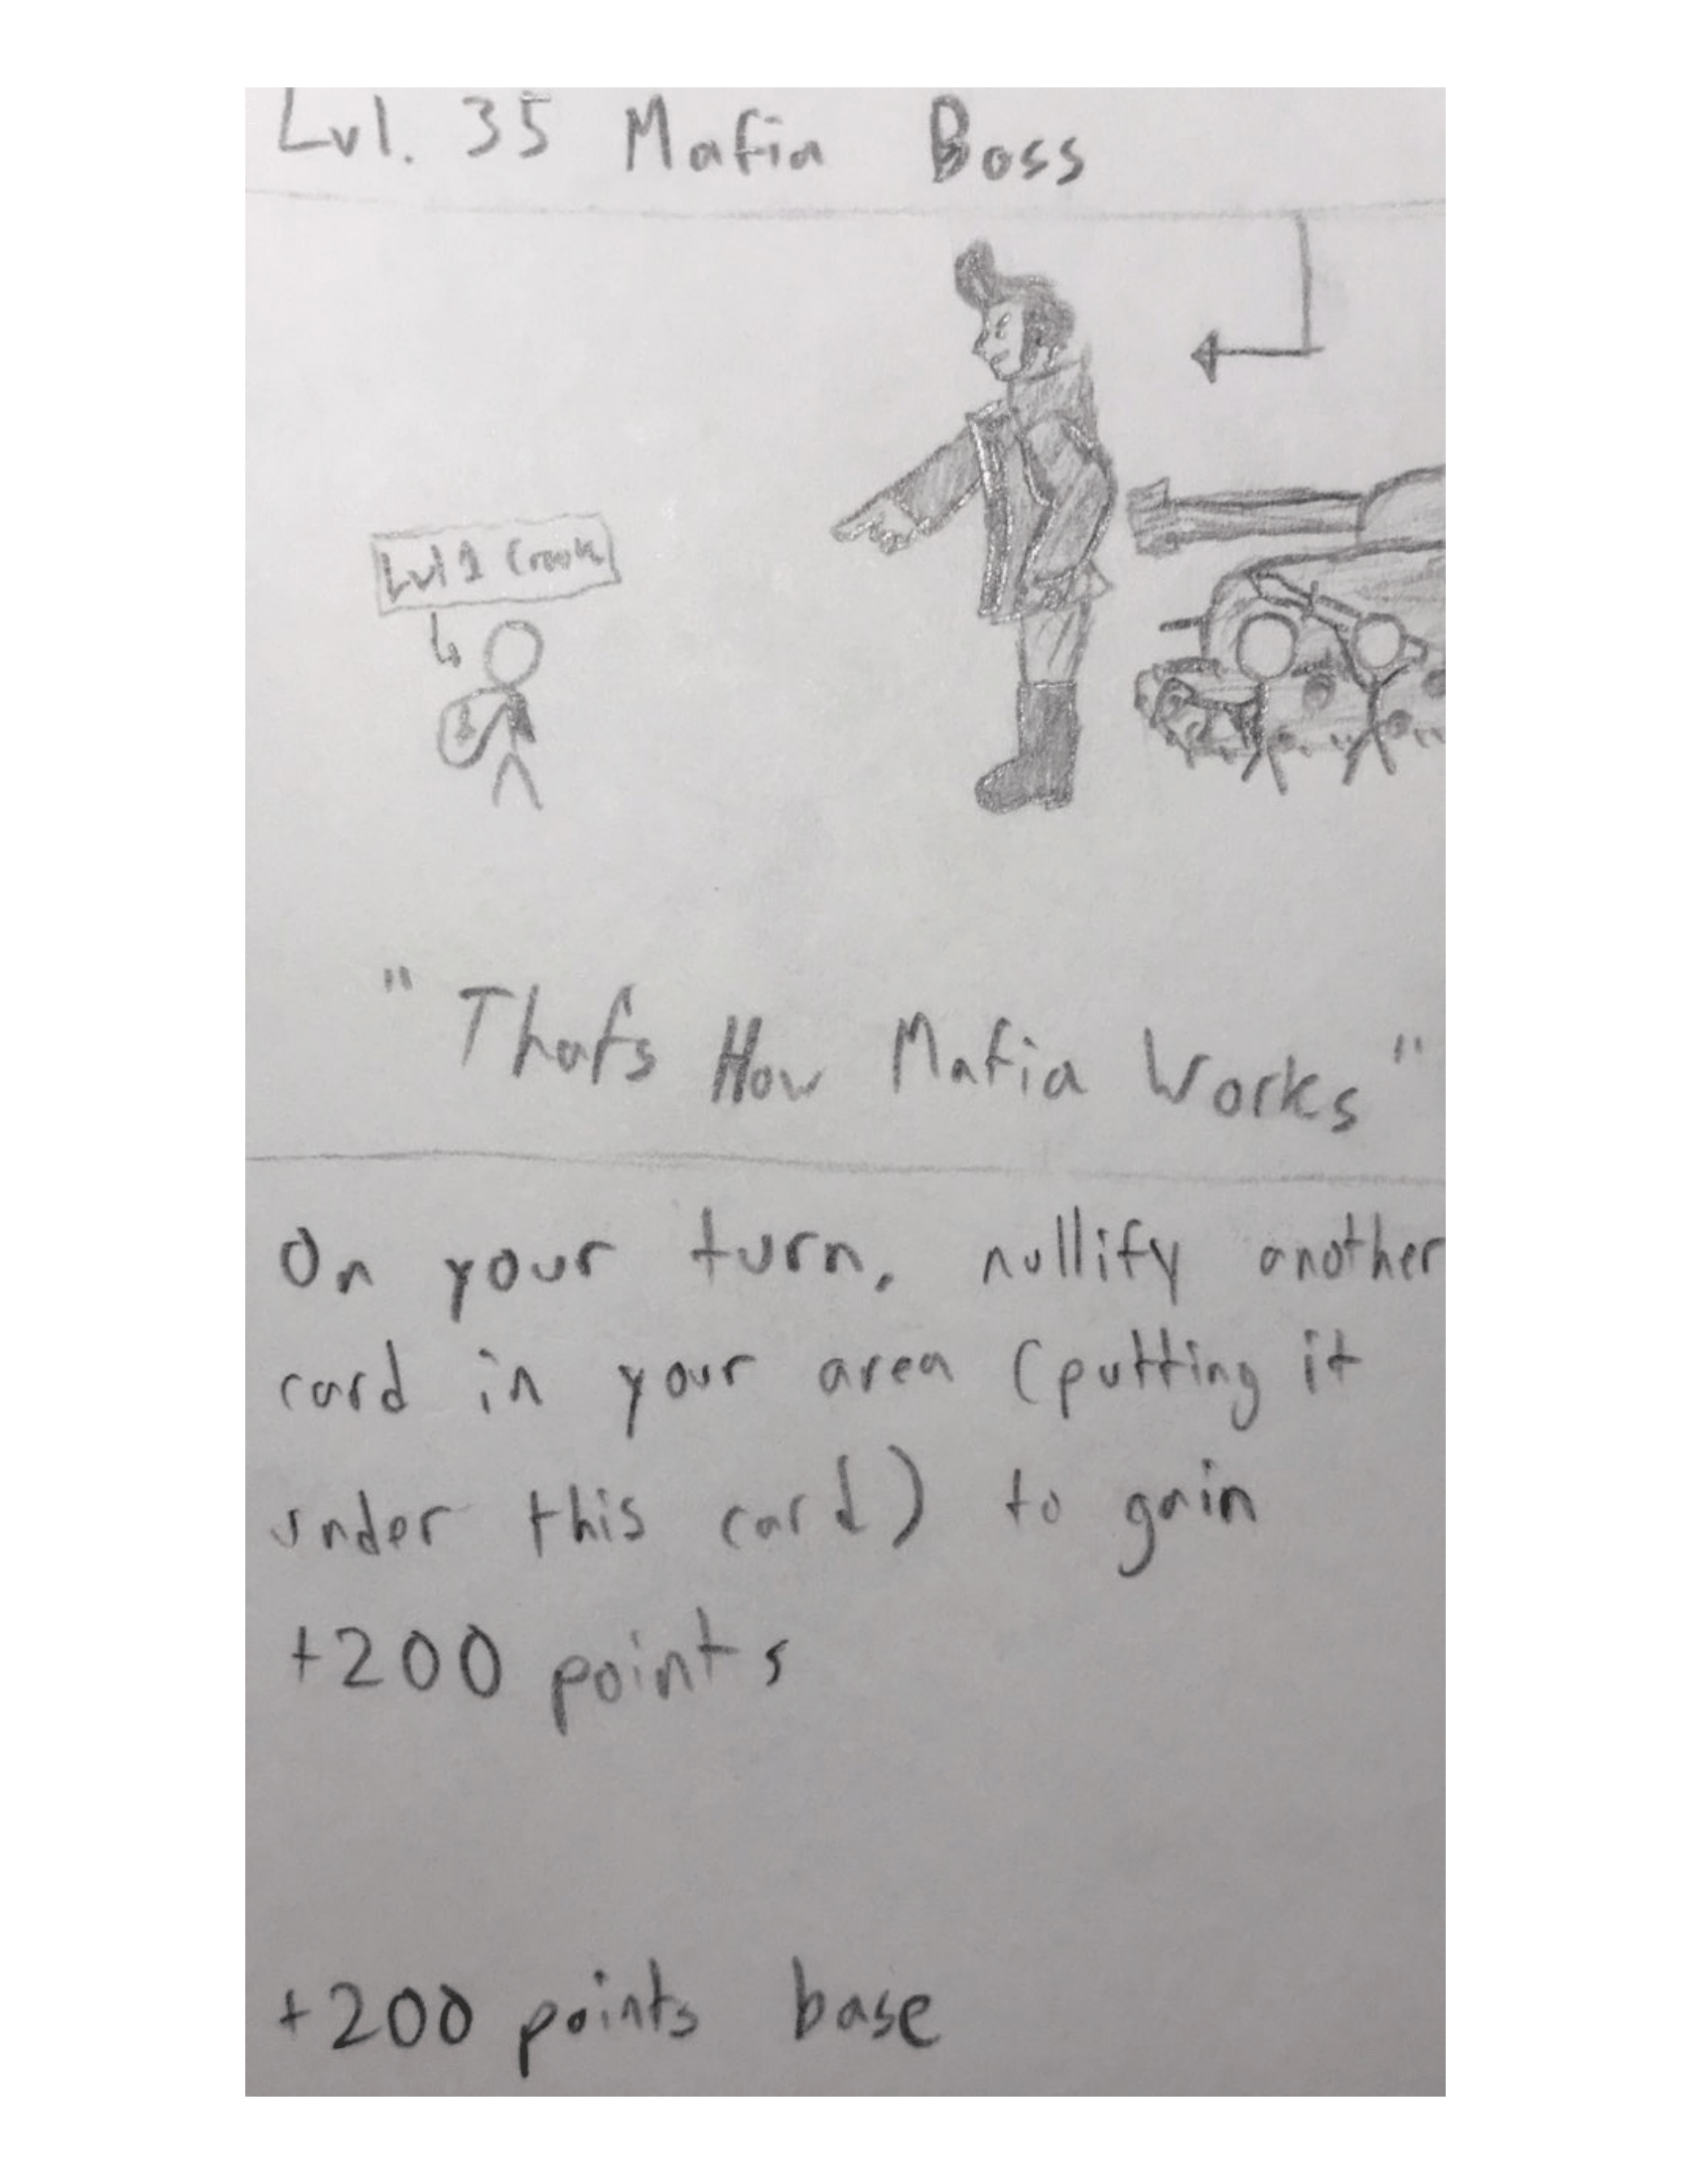 Lvl. 35 Mafia Boss
Lvl 1 Crook
"That's How Mafia Works"
On your turn, nullify another
card in your area (putting it
under this card) to gain
+200 points
+200 points base